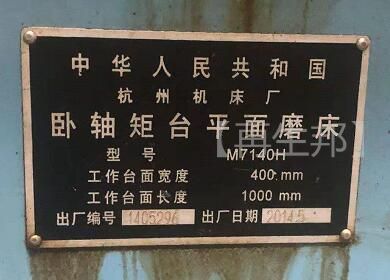 中华人民共和国
杭州机床厂
卧轴矩台平面磨床
型号 M7140H
工作台面宽度 400 mm
工作台面长度 1000 mm
出厂编号 1405296 出厂日期 2014.5
【再生邦】